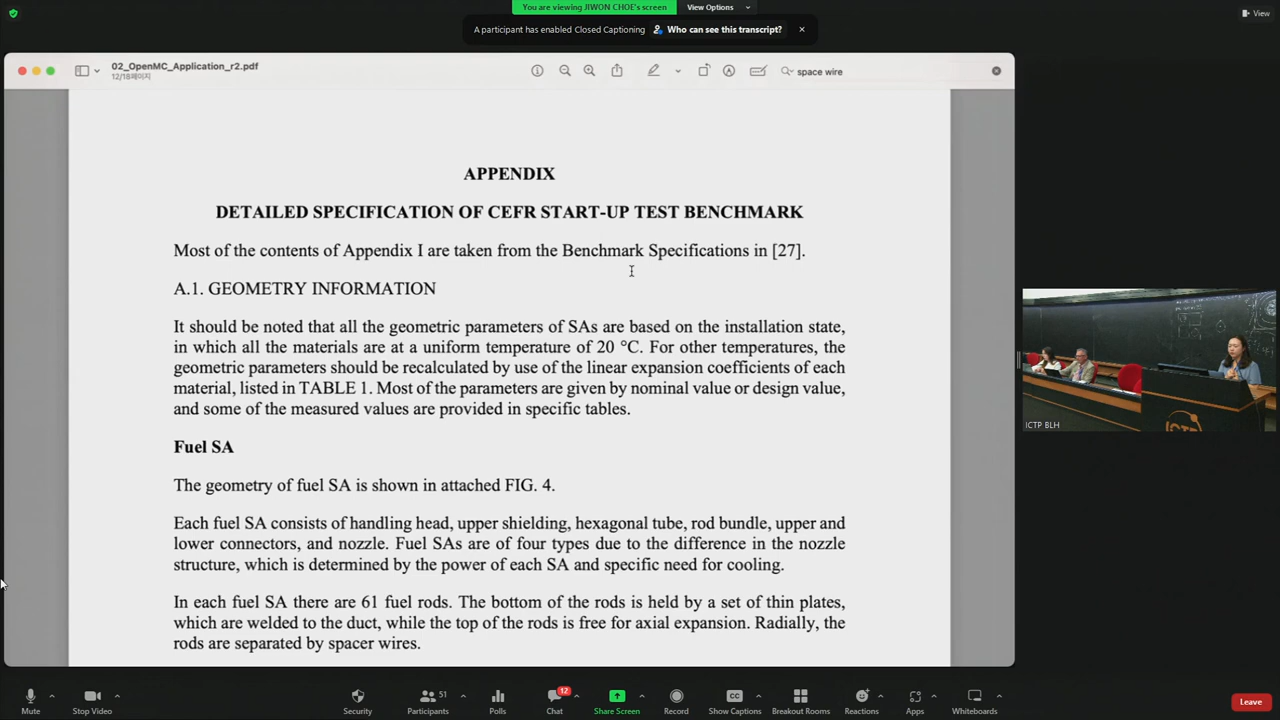 You are viewing JIWON CHOE's screen
View Options
View
A participant has enabled Closed Captioning
Who can see this transcript?
02_OpenMC_Application_r2.pdf
12/18페이지
space wire
APPENDIX
DETAILED SPECIFICATION OF CEFR START-UP TEST BENCHMARK
Most of the contents of Appendix I are taken from the Benchmark Specifications in [27].
A.1. GEOMETRY INFORMATION
It should be noted that all the geometric parameters of SAs are based on the installation state,
in which all the materials are at a uniform temperature of 20 °C. For other temperatures, the
geometric parameters should be recalculated by use of the linear expansion coefficients of each
material, listed in TABLE 1. Most of the parameters are given by nominal value or design value,
and some of the measured values are provided in specific tables.
Fuel SA
The geometry of fuel SA is shown in attached FIG. 4.
Each fuel SA consists of handling head, upper shielding, hexagonal tube, rod bundle, upper and
lower connectors, and nozzle. Fuel SAs are of four types due to the difference in the nozzle
structure, which is determined by the power of each SA and specific need for cooling.
In each fuel SA there are 61 fuel rods. The bottom of the rods is held by a set of thin plates,
which are welded to the duct, while the top of the rods is free for axial expansion. Radially, the
rods are separated by spacer wires.
ICTP
ICTP BLH
Mute
Stop Video
Security
Participants
51
Polls
Chat
12
Share Screen
Record
Show Captions
Breakout Rooms
Reactions
Apps
Whiteboards
Leave